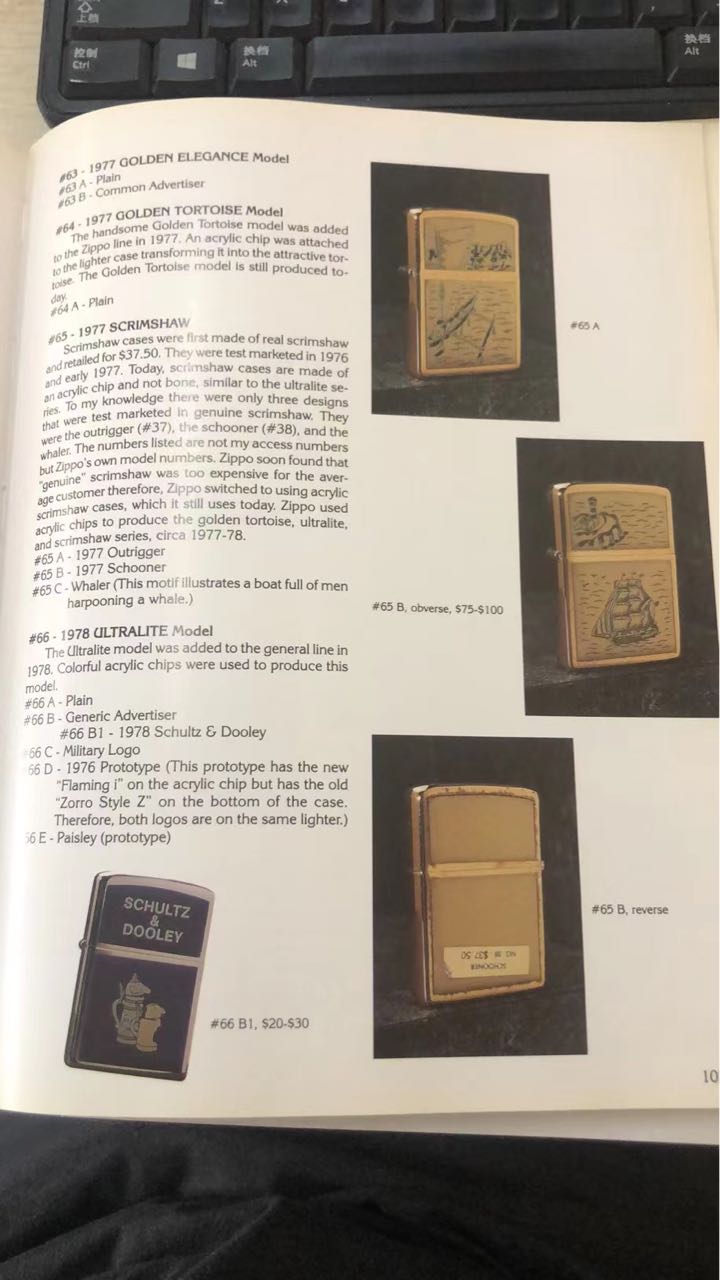 上档
控制
Ctrl
换档
Alt
换档
Alt
#63 - 1977 GOLDEN ELEGANCE Model
#63 A - Plain
#63 B - Common Advertiser
#64 - 1977 GOLDEN TORTOISE Model
The handsome Golden Tortoise model was added
to the Zippo line in 1977. An acrylic chip was attached
to the lighter case transforming it into the attractive tor-
toise. The Golden Tortoise model is still produced to-
day.
#64 A - Plain
#65 - 1977 SCRIMSHAW
Scrimshaw cases were first made of real scrimshaw
and retailed for $37.50. They were test marketed in 1976
and early 1977. Today, scrimshaw cases are made of
an acrylic chip and not bone, similar to the ultralite se-
ries. To my knowledge there were only three designs
that were test marketed in genuine scrimshaw. They
were the outrigger (#37), the schooner (#38), and the
whaler. The numbers listed are not my access numbers
but Zippo's own model numbers. Zippo soon found that
"genuine" scrimshaw was too expensive for the aver-
age customer therefore, Zippo switched to using acrylic
scrimshaw cases, which it still uses today. Zippo used
acrylic chips to produce the golden tortoise, ultralite,
and scrimshaw series, circa 1977-78.
#65 A - 1977 Outrigger
#65 B - 1977 Schooner
#65 C - Whaler (This motif illustrates a boat full of men
harpooning a whale.)
#66 - 1978 ULTRALITE Model
The Ultralite model was added to the general line in
1978. Colorful acrylic chips were used to produce this
model.
#66 A - Plain
#66 B - Generic Advertiser
#66 B1 - 1978 Schultz & Dooley
#66 C - Military Logo
66 D - 1976 Prototype (This prototype has the new
"Flaming i" on the acrylic chip but has the old
"Zorro Style Z" on the bottom of the case.
Therefore, both logos are on the same lighter.)
66 E - Paisley (prototype)
SCHULTZ
&
DOOLEY
#66 B1, $20-$30
#65 A
#65 B, obverse, $75-$100
SCHOONER
NO. 38 $37.50
#65 B, reverse
10